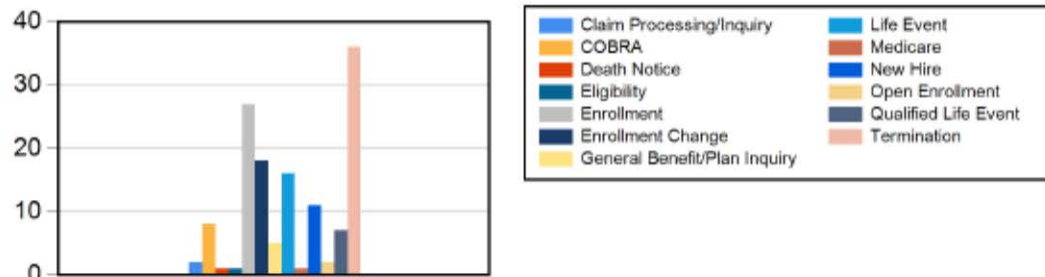 40
30
20
10
0
Claim Processing/Inquiry
COBRA
Death Notice
Eligibility
Enrollment
Enrollment Change
General Benefit/Plan Inquiry
Life Event
Medicare
New Hire
Open Enrollment
Qualified Life Event
Termination